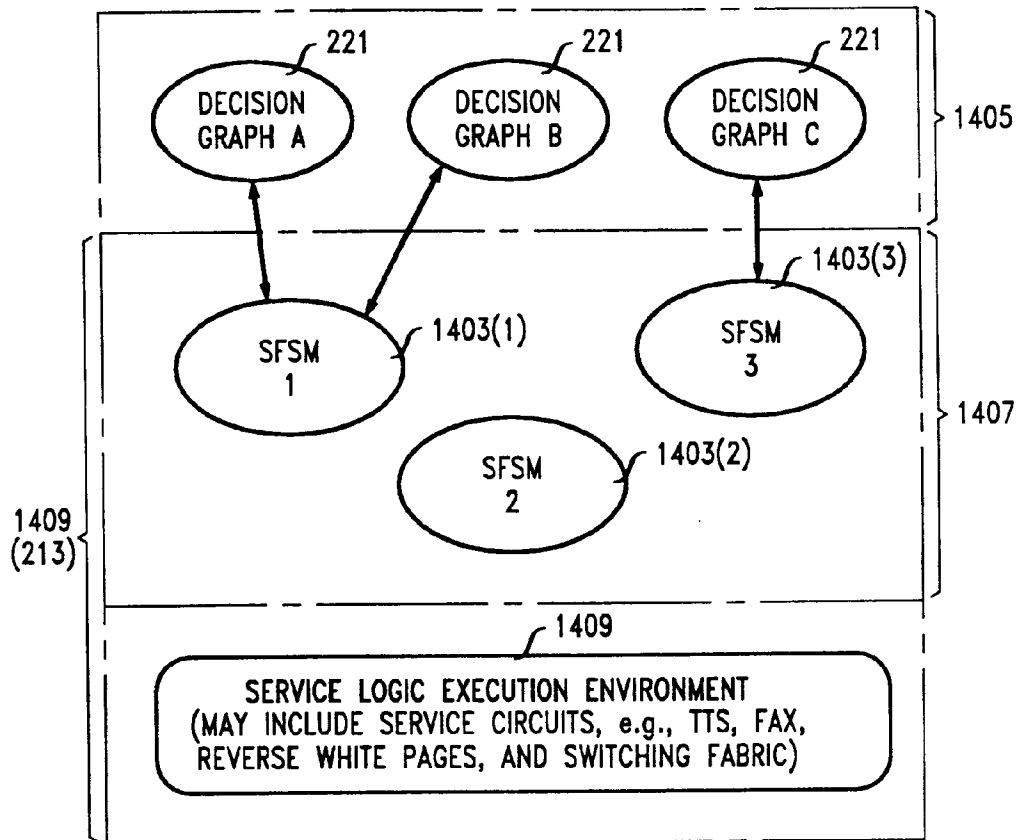 221
221
221
DECISION
GRAPH A
DECISION
GRAPH B
DECISION
GRAPH C
1405
1403(3)
SFSM
3
1403(1)
SFSM
1
1407
1403(2)
SFSM
2
1409
(213)
1409
SERVICE LOGIC EXECUTION ENVIRONMENT
(MAY INCLUDE SERVICE CIRCUITS, e.g., TTS, FAX,
REVERSE WHITE PAGES, AND SWITCHING FABRIC)